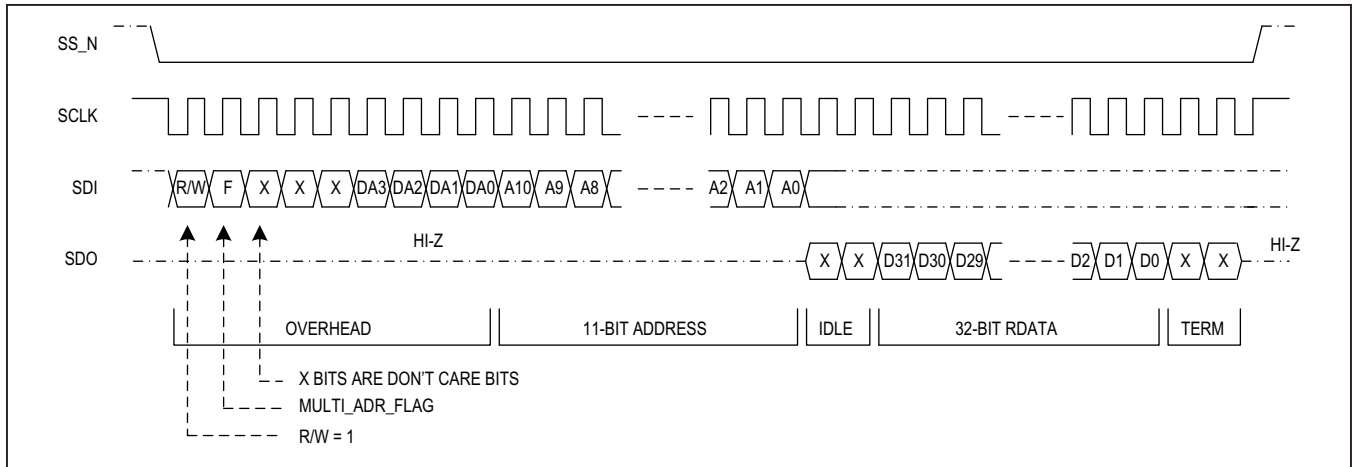 SS_N
SCLK
SDI R/W F X X X DA3 DA2 DA1 DA0 A10 A9 A8 A2 A1 A0
HI-Z HI-Z
SDO X X D31 D30 D29 D2 D1 D0 X X
OVERHEAD 11-BIT ADDRESS IDLE 32-BIT RDATA TERM
X BITS ARE DON'T CARE BITS
MULTI_ADR_FLAG
R/W = 1